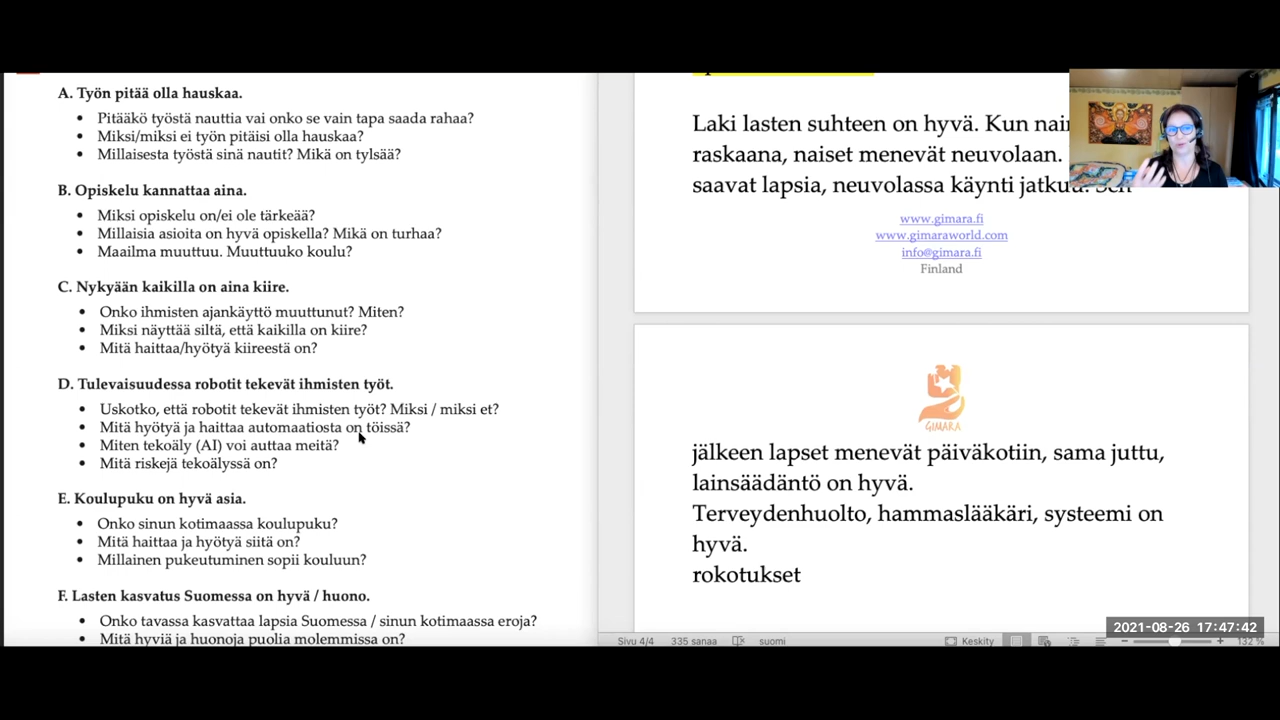 A. Työn pitää olla hauskaa.
• Pitääkö työstä nauttia vai onko se vain tapa saada rahaa?
• Miksi/miksi ei työn pitäisi olla hauskaa?
• Millaisesta työstä sinä nautit? Mikä on tylsää?
B. Opiskelu kannattaa aina.
• Miksi opiskelu on/ei ole tärkeää?
• Millaisia asioita on hyvä opiskella? Mikä on turhaa?
• Maailma muuttuu. Muuttuuko koulu?
C. Nykyään kaikilla on aina kiire.
• Onko ihmisten ajankäyttö muuttunut? Miten?
• Miksi näyttää siltä, että kaikilla on kiire?
• Mitä haittaa/hyötyä kiireestä on?
D. Tulevaisuudessa robotit tekevät ihmisten työt.
• Uskotko, että robotit tekevät ihmisten työt? Miksi / miksi et?
• Mitä hyötyä ja haittaa automaatiosta on töissä?
• Miten tekoäly (AI) voi auttaa meitä?
• Mitä riskejä tekoälyssä on?
E. Koulupuku on hyvä asia.
• Onko sinun kotimaassa koulupuku?
• Mitä haittaa ja hyötyä siitä on?
• Millainen pukeutuminen sopii kouluun?
F. Lasten kasvatus Suomessa on hyvä / huono.
• Onko tavassa kasvattaa lapsia Suomessa / sinun kotimaassa eroja?
• Mitä hyviä ja huonoja puolia molemmissa on?
Laki lasten suhteen on hyvä. Kun
raskaana, naiset menevät neuvolaan.
saavat lapsia, neuvolassa käynti jatkuu. Sen
www.gimara.fi
www.gimaraworld.com
info@gimara.fi
Finland
GIMARA
jälkeen lapset menevät päiväkotiin, sama juttu,
lainsäädäntö on hyvä.
Terveydenhuolto, hammaslääkäri, systeemi on
hyvä.
rokotukset
2021-08-26 17:47:42
Sivu 4/4 335 sanaa suomi Keskity 132 %